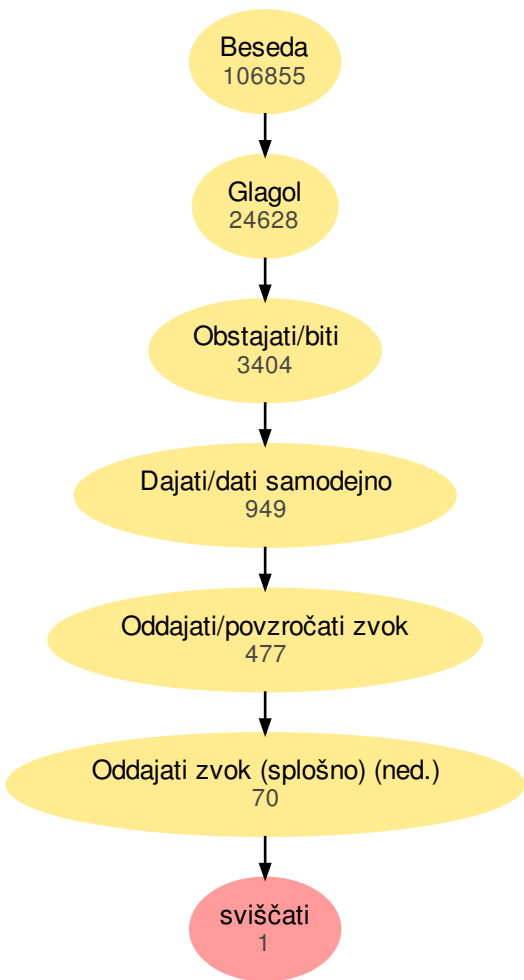 Beseda
106855
Glagol
24628
Obstajati/biti
3404
Dajati/dati samodejno
949
Oddajati/povzročati zvok
477
Oddajati zvok (splošno) (ned.)
70
sviščati
1